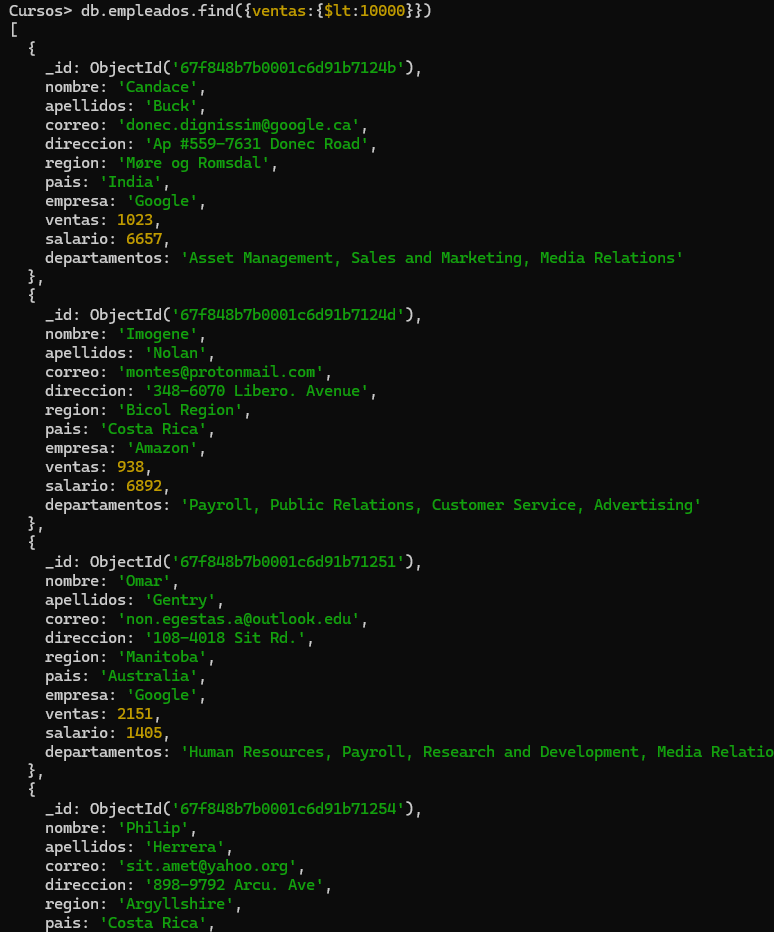 Cursos> db.empleados.find({ventas:{$lt:10000}})
[
  {
    _id: ObjectId('67f848b7b0001c6d91b7124b'),
    nombre: 'Candace',
    apellidos: 'Buck',
    correo: 'donec.dignissim@google.ca',
    direccion: 'Ap #559-7631 Donec Road',
    region: 'Møre og Romsdal',
    pais: 'India',
    empresa: 'Google',
    ventas: 1023,
    salario: 6657,
    departamentos: 'Asset Management, Sales and Marketing, Media Relations'
  },
  {
    _id: ObjectId('67f848b7b0001c6d91b7124d'),
    nombre: 'Imogene',
    apellidos: 'Nolan',
    correo: 'montes@protonmail.com',
    direccion: '348-6070 Libero. Avenue',
    region: 'Bicol Region',
    pais: 'Costa Rica',
    empresa: 'Amazon',
    ventas: 938,
    salario: 6892,
    departamentos: 'Payroll, Public Relations, Customer Service, Advertising'
  },
  {
    _id: ObjectId('67f848b7b0001c6d91b71251'),
    nombre: 'Omar',
    apellidos: 'Gentry',
    correo: 'non.egestas.a@outlook.edu',
    direccion: '108-4018 Sit Rd.',
    region: 'Manitoba',
    pais: 'Australia',
    empresa: 'Google',
    ventas: 2151,
    salario: 1405,
    departamentos: 'Human Resources, Payroll, Research and Development, Media Relatio
  },
  {
    _id: ObjectId('67f848b7b0001c6d91b71254'),
    nombre: 'Philip',
    apellidos: 'Herrera',
    correo: 'sit.amet@yahoo.org',
    direccion: '898-9792 Arcu. Ave',
    region: 'Argyllshire',
    pais: 'Costa Rica',